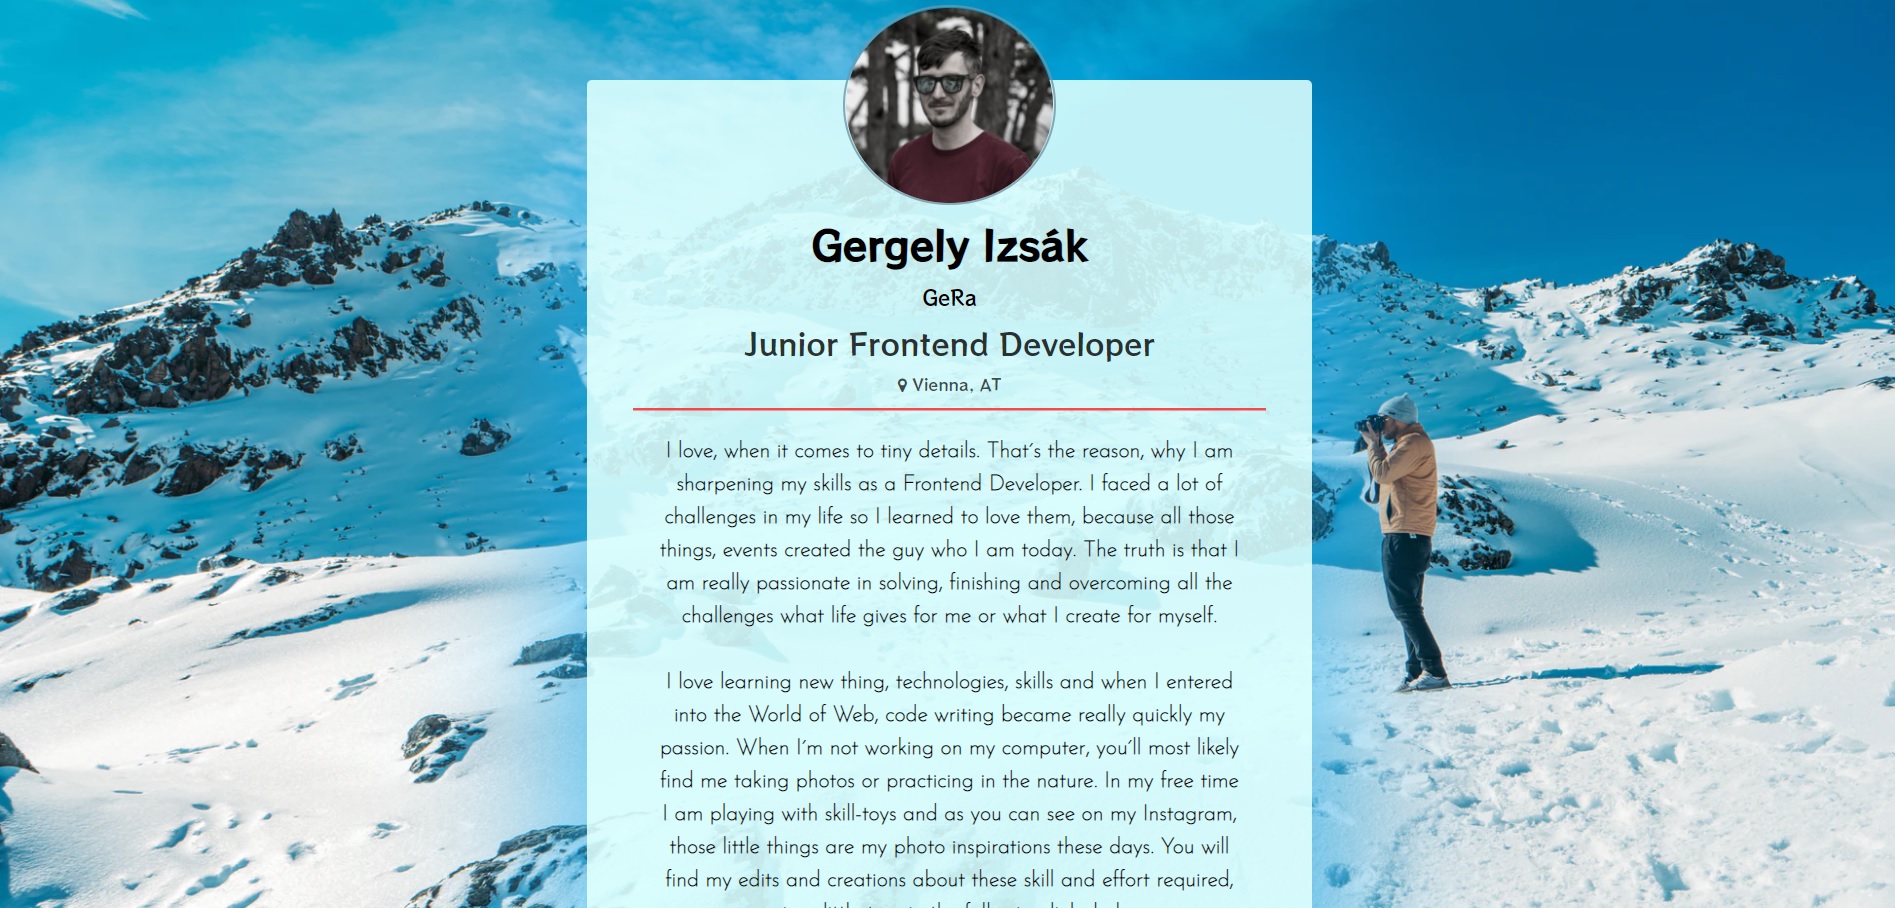 Gergely Izsák
GeRa
Junior Frontend Developer
Vienna, AT
I love, when it comes to tiny details. That´s the reason, why I am
sharpening my skills as a Frontend Developer. I faced a lot of
challenges in my life so I learned to love them, because all those
things, events created the guy who I am today. The truth is that I
am really passionate in solving, finishing and overcoming all the
challenges what life gives for me or what I create for myself.
I love learning new thing, technologies, skills and when I entered
into the World of Web, code writing became really quickly my
passion. When I´m not working on my computer, you´ll most likely
find me taking photos or practicing in the nature. In my free time
I am playing with skill-toys and as you can see on my Instagram,
those little things are my photo inspirations these days. You will
find my edits and creations about these skill and effort required,